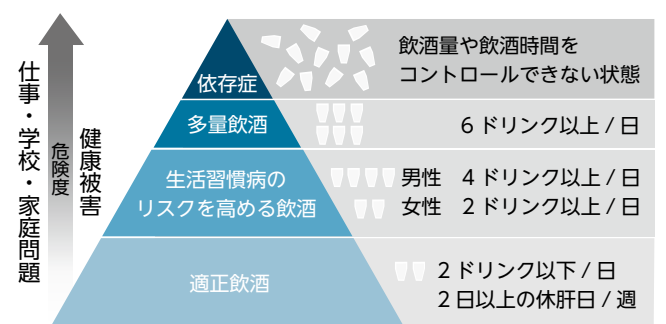 仕事・学校・家庭問題
危険度
健康被害
依存症
飲酒量や飲酒時間を
コントロールできない状態
多量飲酒
6 ドリンク以上 / 日
生活習慣病の
リスクを高める飲酒
男性 4 ドリンク以上 / 日
女性 2 ドリンク以上 / 日
適正飲酒
2 ドリンク以下 / 日
2 日以上の休肝日 / 週